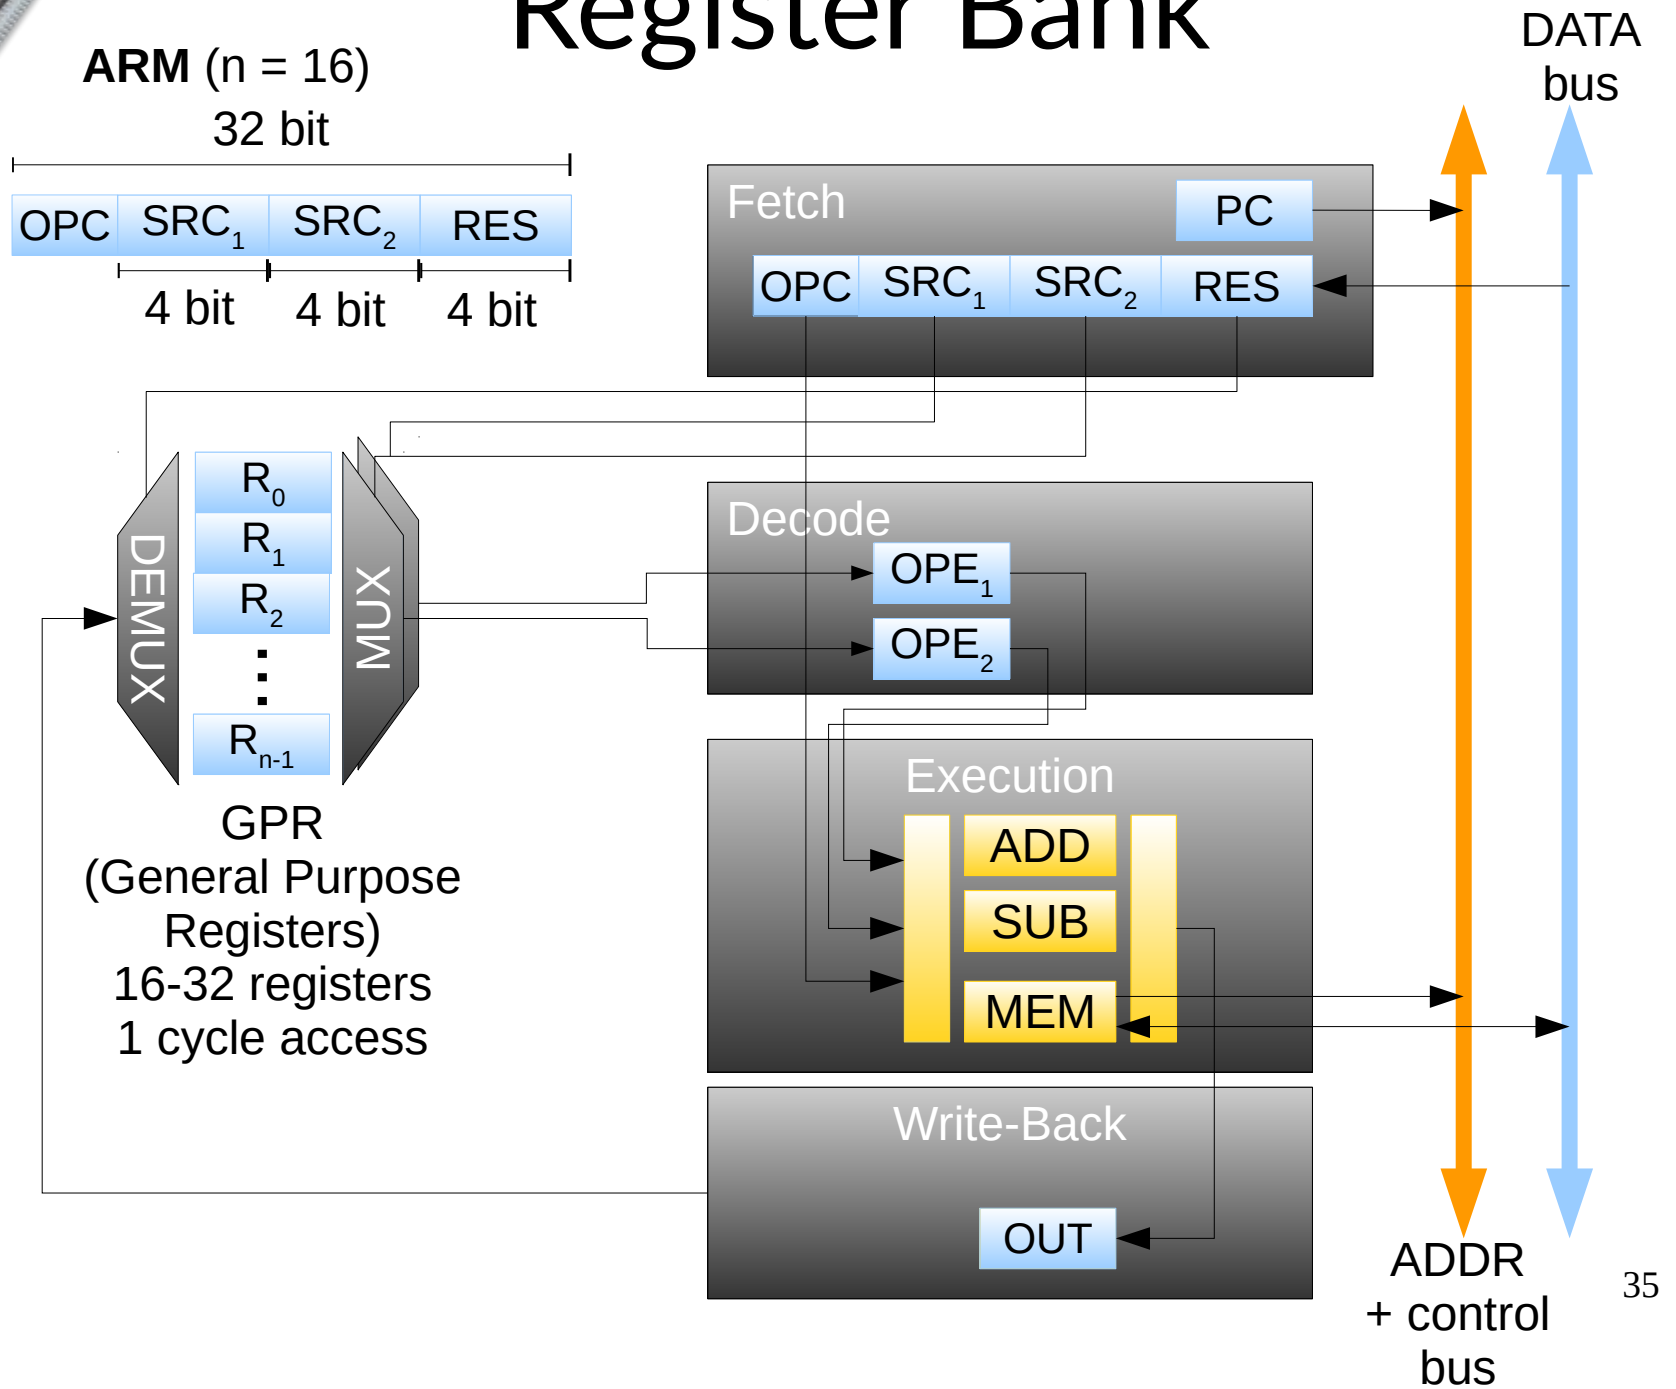 Register Bank
DATA
bus
ARM (n = 16)
32 bit
OPC SRC1 SRC2 RES
4 bit 4 bit 4 bit
Fetch
PC
OPC SRC1 SRC2 RES
DEMUX
R0
R1
R2
Rn-1
MUX
GPR
(General Purpose
Registers)
16-32 registers
1 cycle access
Decode
OPE1
OPE2
Execution
ADD
SUB
MEM
Write-Back
OUT
ADDR
+ control
bus
35